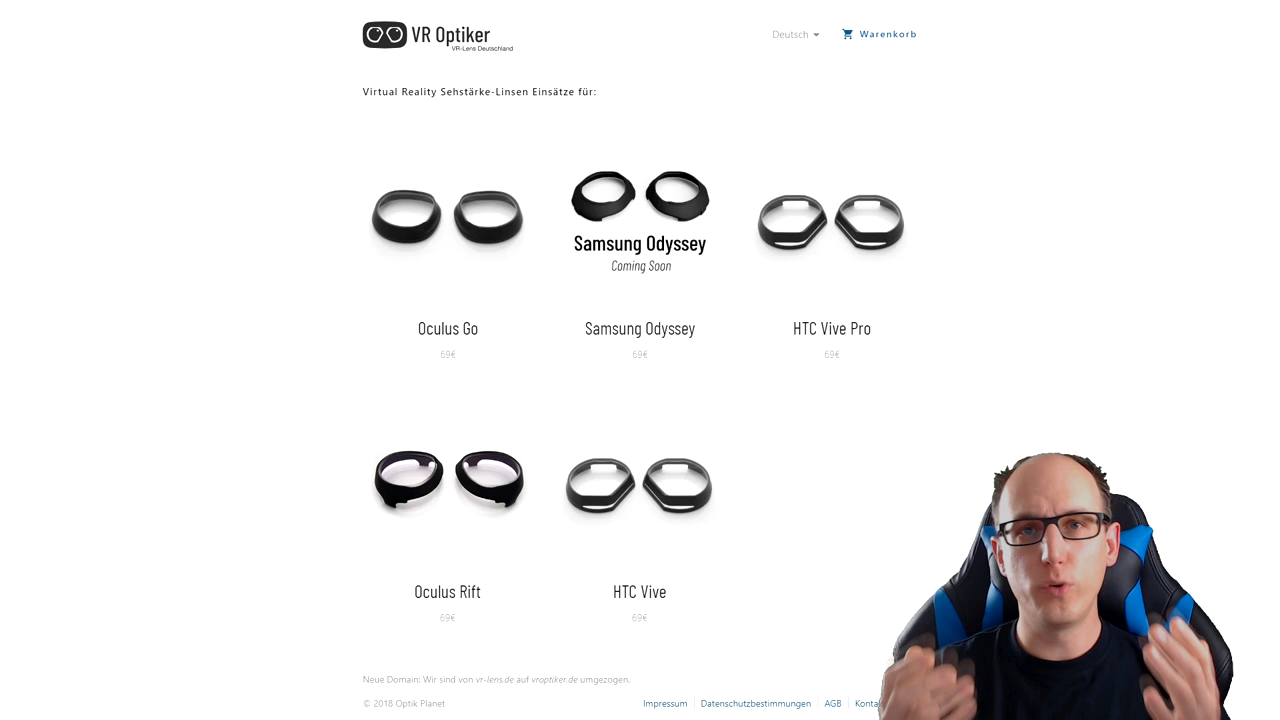 VR Optiker
VR-Lens Deutschland
Deutsch
Warenkorb
Virtual Reality Sehstärke-Linsen Einsätze für:
Samsung Odyssey
Coming Soon
Oculus Go
Samsung Odyssey
HTC Vive Pro
69€
69€
69€
Oculus Rift
HTC Vive
69€
69€
Neue Domain: Wir sind von vr-lens.de auf vroptiker.de umgezogen.
© 2018 Optik Planet
Impressum
Datenschutzbestimmungen
AGB
Konta